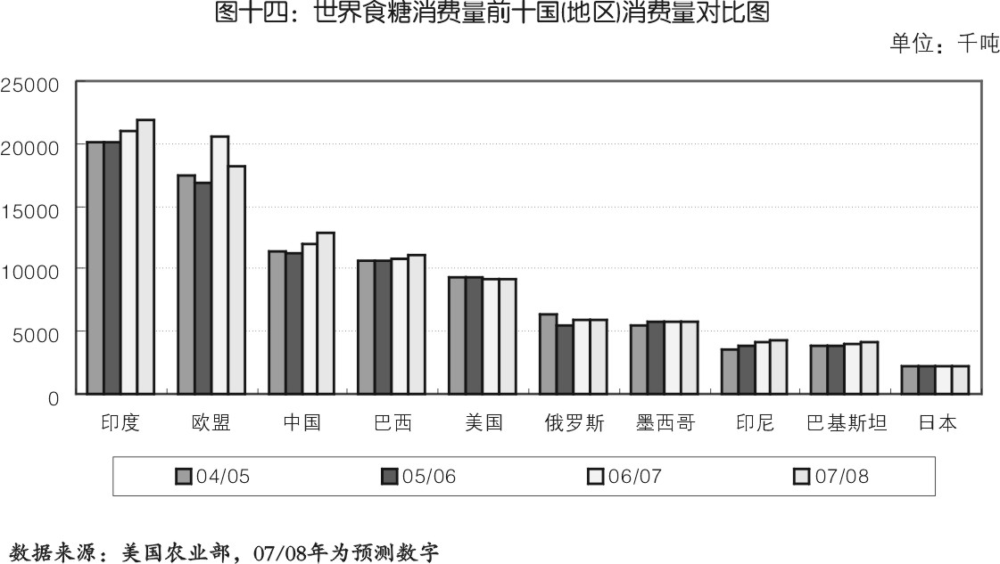 图十四：世界食糖消费量前十国(地区)消费量对比图
单位：千吨
25000
20000
15000
10000
5000
0
印度 欧盟 中国 巴西 美国 俄罗斯 墨西哥 印尼 巴基斯坦 日本
04/05 05/06 06/07 07/08
数据来源：美国农业部，07/08年为预测数字